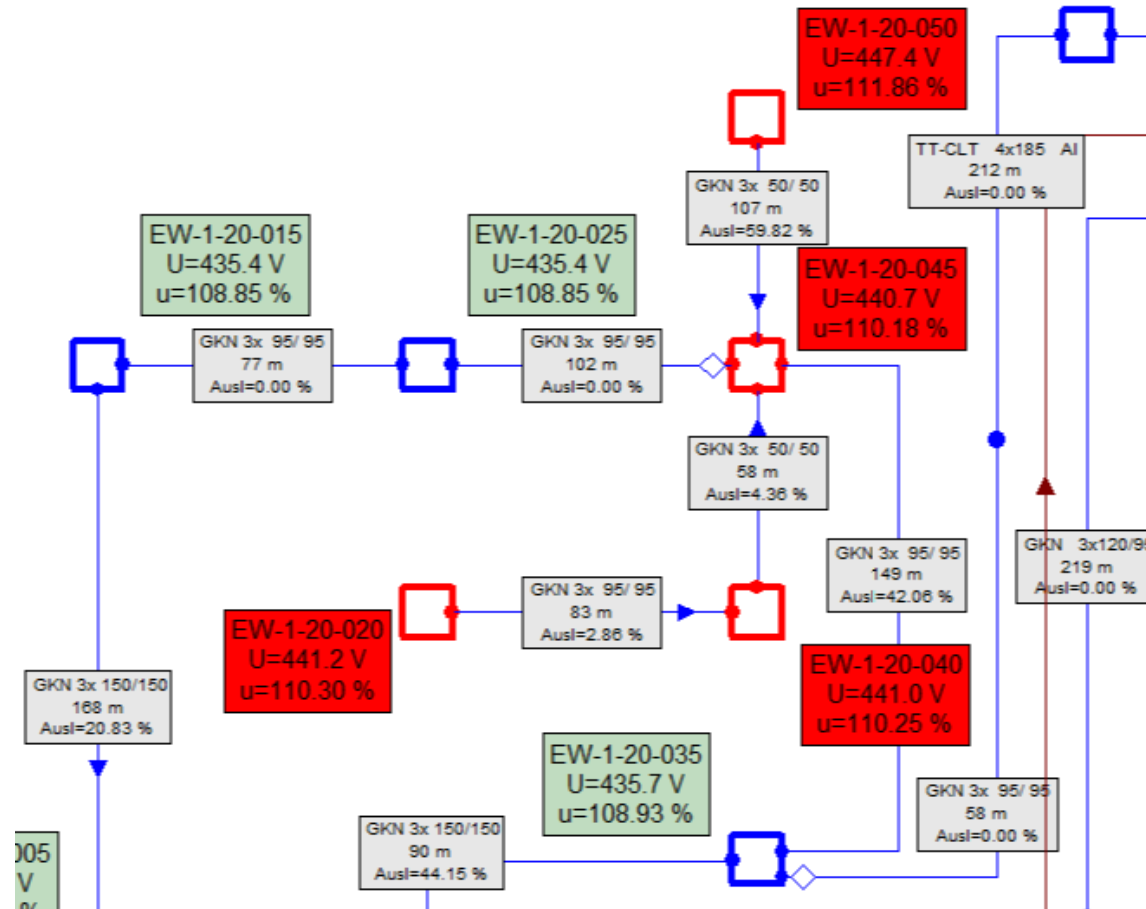 EW-1-20-050
U=447.4 V
u=111.86 %
TT-CLT 4x185 Al
212 m
Ausl=0.00 %
GKN 3x 50/ 50
107 m
Ausl=59.82 %
EW-1-20-015
U=435.4 V
u=108.85 %
EW-1-20-025
U=435.4 V
u=108.85 %
EW-1-20-045
U=440.7 V
u=110.18 %
GKN 3x 95/ 95
77 m
Ausl=0.00 %
GKN 3x 95/ 95
102 m
Ausl=0.00 %
GKN 3x 50/ 50
58 m
Ausl=4.36 %
GKN 3x 95/ 95
149 m
Ausl=42.06 %
GKN 3x120/95
219 m
Ausl=0.00 %
GKN 3x 95/ 95
83 m
Ausl=2.86 %
EW-1-20-020
U=441.2 V
u=110.30 %
EW-1-20-040
U=441.0 V
u=110.25 %
GKN 3x 150/150
168 m
Ausl=20.83 %
EW-1-20-035
U=435.7 V
u=108.93 %
GKN 3x 95/ 95
58 m
Ausl=0.00 %
GKN 3x 150/150
90 m
Ausl=44.15 %
005
V
%